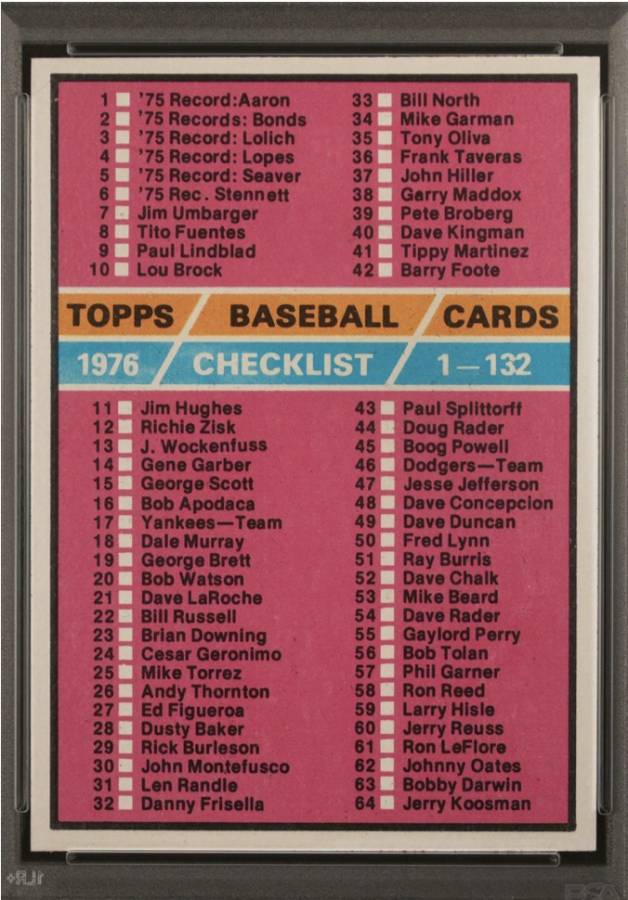 1 '75 Record:Aaron
2 '75 Records: Bonds
3 '75 Record: Lolich
4 '75 Record: Lopes
5 '75 Record: Seaver
6 '75 Rec. Stennett
7 Jim Umbarger
8 Tito Fuentes
9 Paul Lindblad
10 Lou Brock
33 Bill North
34 Mike Garman
35 Tony Oliva
36 Frank Taveras
37 John Hiller
38 Garry Maddox
39 Pete Broberg
40 Dave Kingman
41 Tippy Martinez
42 Barry Foote
TOPPS / BASEBALL / CARDS
1976 / CHECKLIST / 1—132
11 Jim Hughes
12 Richie Zisk
13 J. Wockenfuss
14 Gene Garber
15 George Scott
16 Bob Apodaca
17 Yankees—Team
18 Dale Murray
19 George Brett
20 Bob Watson
21 Dave LaRoche
22 Bill Russell
23 Brian Downing
24 Cesar Geronimo
25 Mike Torrez
26 Andy Thornton
27 Ed Figueroa
28 Dusty Baker
29 Rick Burleson
30 John Montefusco
31 Len Randle
32 Danny Frisella
43 Paul Splittorff
44 Doug Rader
45 Boog Powell
46 Dodgers—Team
47 Jesse Jefferson
48 Dave Concepcion
49 Dave Duncan
50 Fred Lynn
51 Ray Burris
52 Dave Chalk
53 Mike Beard
54 Dave Rader
55 Gaylord Perry
56 Bob Tolan
57 Phil Garner
58 Ron Reed
59 Larry Hisle
60 Jerry Reuss
61 Ron LeFlore
62 Johnny Oates
63 Bobby Darwin
64 Jerry Koosman
PSA